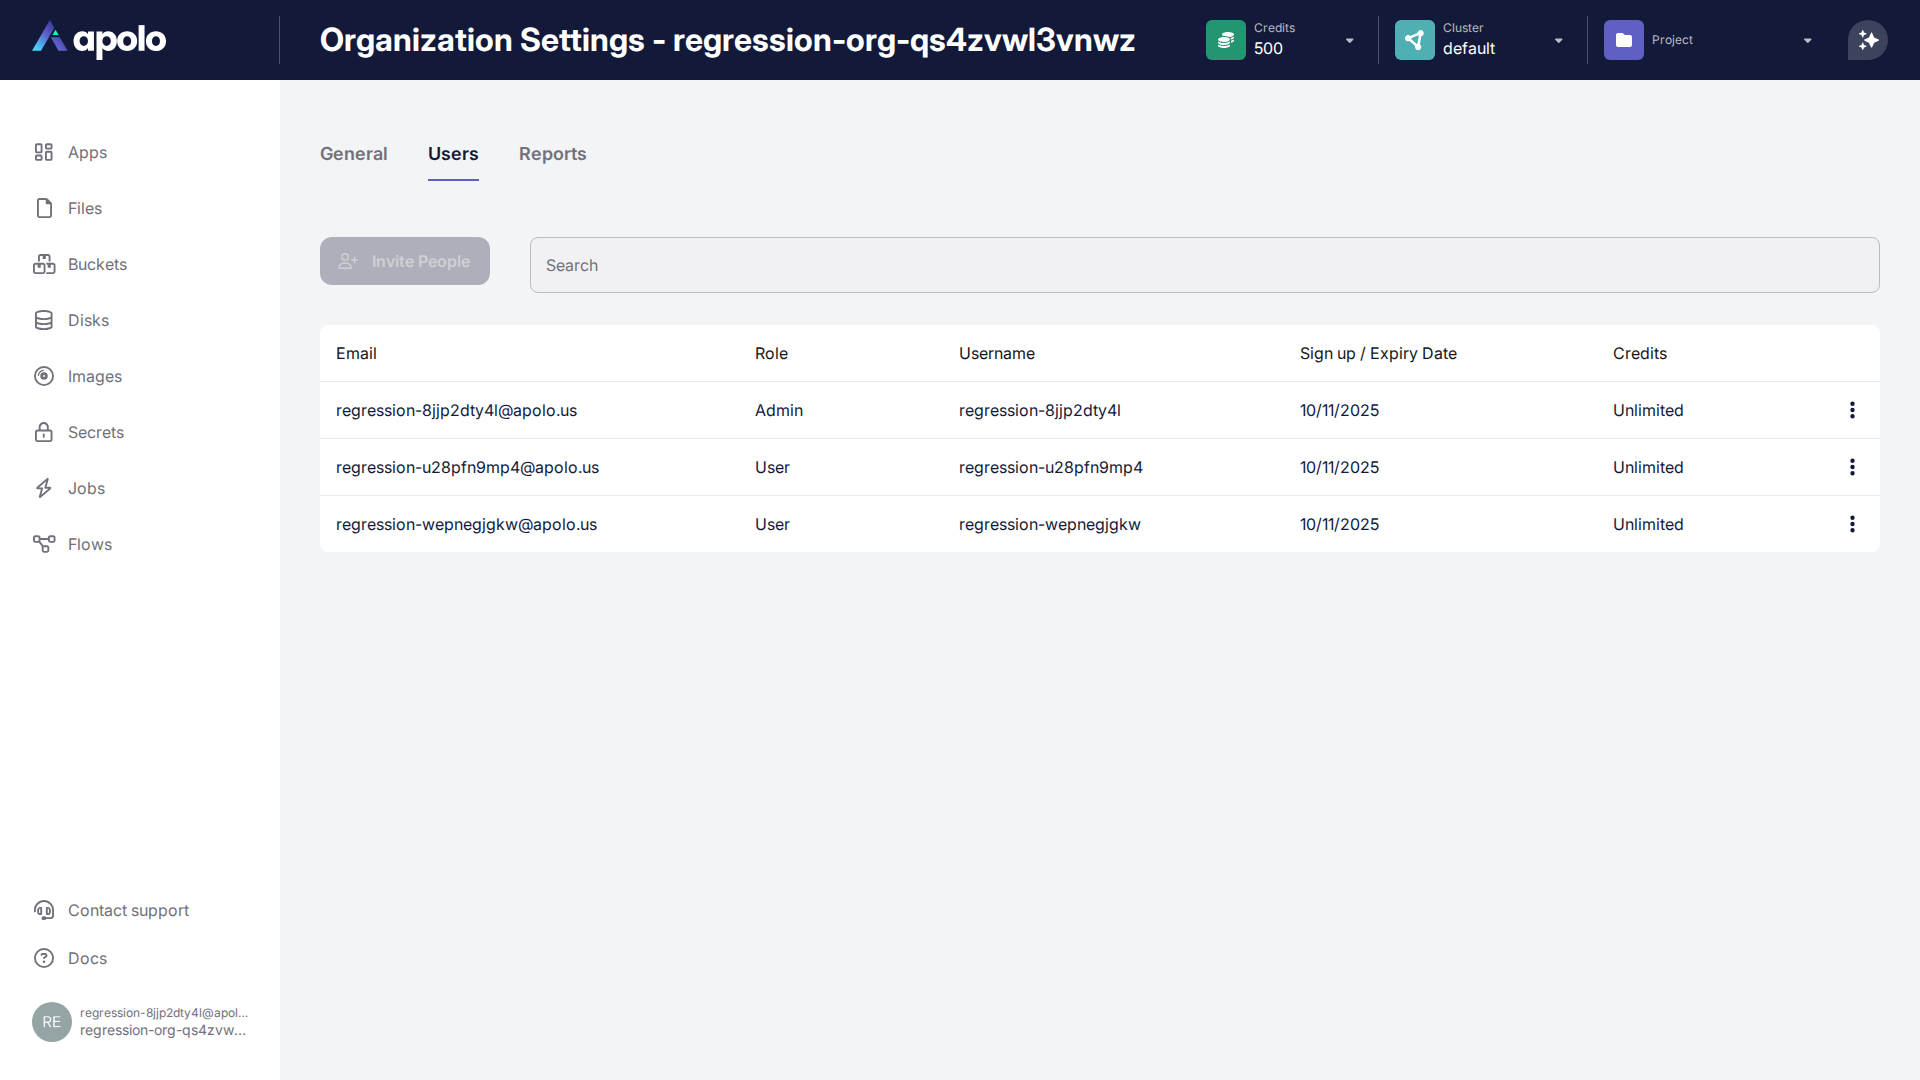 apolo
Organization Settings - regression-org-qs4zvwl3vnwz
Credits
500
Cluster
default
Project
Apps
Files
Buckets
Disks
Images
Secrets
Jobs
Flows
General Users Reports
Invite People
Search
Email Role Username Sign up / Expiry Date Credits
regression-8jjp2dty4l@apolo.us Admin regression-8jjp2dty4l 10/11/2025 Unlimited
regression-u28pfn9mp4@apolo.us User regression-u28pfn9mp4 10/11/2025 Unlimited
regression-wepnegjgkw@apolo.us User regression-wepnegjgkw 10/11/2025 Unlimited
Contact support
Docs
RE
regression-8jjp2dty4l@apol...
regression-org-qs4zvw...